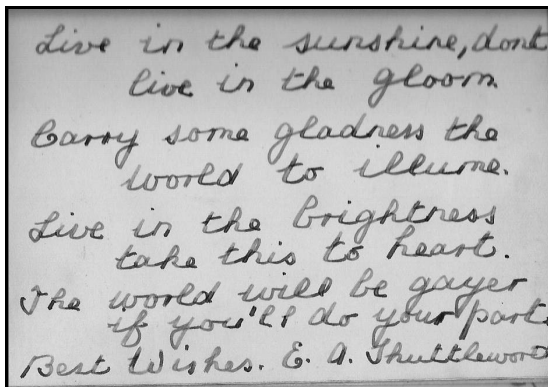 Live in the sunshine, dont
live in the gloom.
Carry some gladness the
world to illume.
Live in the brightness
take this to heart.
The world will be gayer
if you'll do your part.
Best Wishes. E. A. Shuttleword